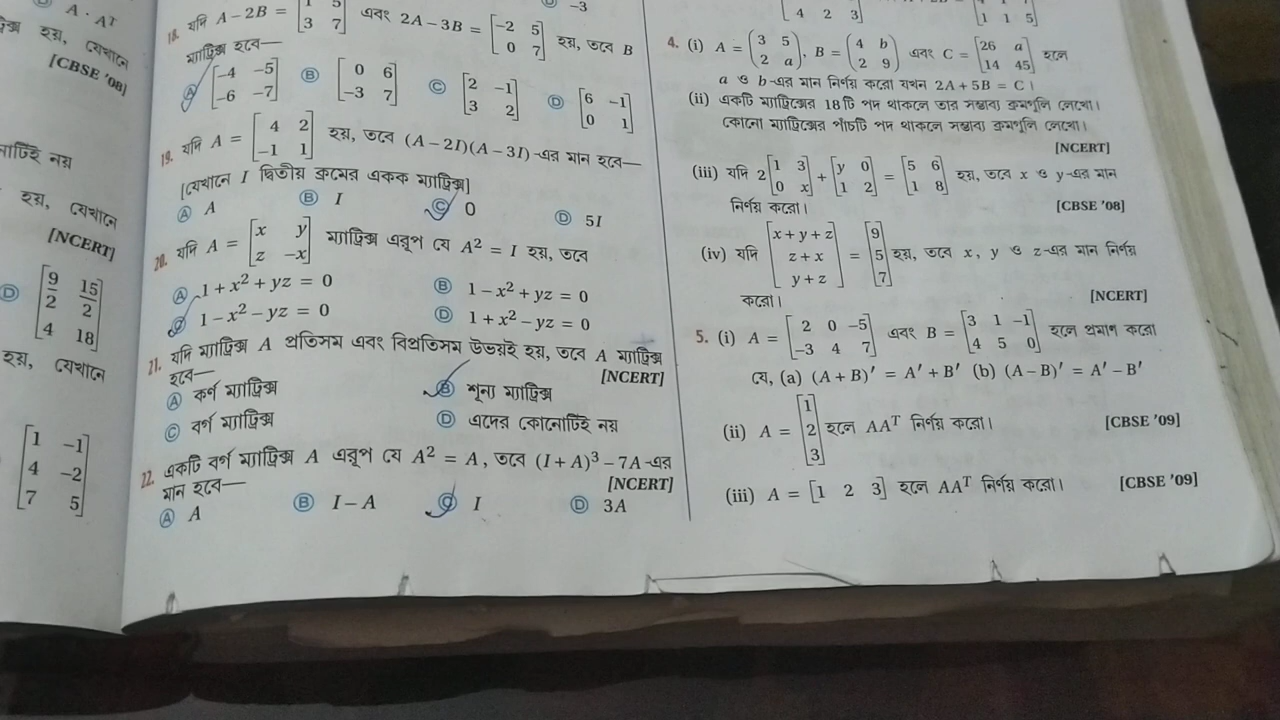 A · Aᵀ
হয়, যেখানে
[CBSE '08]
নাটিই নয়
হয়, যেখানে
[NCERT]
Ⓓ [9/2 15/2; 4 18]
হয়, যেখানে
[1 -1; 4 -2; 7 5]
Ⓓ -3
18. যদি A - 2B = [1 5; 3 7] এবং 2A - 3B = [-2 5; 0 7] হয়, তবে B
ম্যাট্রিক্স হবে—
Ⓐ [-4 -5; -6 -7] Ⓑ [0 6; -3 7] Ⓒ [2 -1; 3 2] Ⓓ [6 -1; 0 1]
19. যদি A = [4 2; -1 1] হয়, তবে (A - 2I)(A - 3I)-এর মান হবে—
[যেখানে I দ্বিতীয় ক্রমের একক ম্যাট্রিক্স]
Ⓐ A Ⓑ I Ⓒ 0 Ⓓ 5I
20. যদি A = [x y; z -x] ম্যাট্রিক্স এরূপ যে A² = I হয়, তবে
Ⓐ 1 + x² + yz = 0 Ⓑ 1 - x² + yz = 0
Ⓒ 1 - x² - yz = 0 Ⓓ 1 + x² - yz = 0
21. যদি ম্যাট্রিক্স A প্রতিসম এবং বিপ্রতিসম উভয়ই হয়, তবে A ম্যাট্রিক্স
হবে— [NCERT]
Ⓐ কর্ণ ম্যাট্রিক্স Ⓑ শূন্য ম্যাট্রিক্স
Ⓒ বর্গ ম্যাট্রিক্স Ⓓ এদের কোনোটিই নয়
22. একটি বর্গ ম্যাট্রিক্স A এরূপ যে A² = A, তবে (I + A)³ - 7A-এর
মান হবে— [NCERT]
Ⓐ A Ⓑ I - A Ⓒ I Ⓓ 3A
4 2 3] 1 1 5]
4. (i) A = (3 5; 2 a), B = (4 b; 2 9) এবং C = [26 a; 14 45] হলে
a ও b-এর মান নির্ণয় করো যখন 2A + 5B = C।
(ii) একটি ম্যাট্রিক্সের 18টি পদ থাকলে তার সম্ভাব্য ক্রমগুলি লেখো।
কোনো ম্যাট্রিক্সের পাঁচটি পদ থাকলে সম্ভাব্য ক্রমগুলি লেখো।
[NCERT]
(iii) যদি 2[1 3; 0 x] + [y 0; 1 2] = [5 6; 1 8] হয়, তবে x ও y-এর মান
নির্ণয় করো। [CBSE '08]
(iv) যদি [x + y + z; z + x; y + z] = [9; 5; 7] হয়, তবে x, y ও z-এর মান নির্ণয়
করো। [NCERT]
5. (i) A = [2 0 -5; -3 4 7] এবং B = [3 1 -1; 4 5 0] হলে প্রমাণ করো
যে, (a) (A + B)′ = A′ + B′ (b) (A - B)′ = A′ - B′
(ii) A = [1; 2; 3] হলে AAᵀ নির্ণয় করো। [CBSE '09]
(iii) A = [1 2 3] হলে AAᵀ নির্ণয় করো। [CBSE '09]